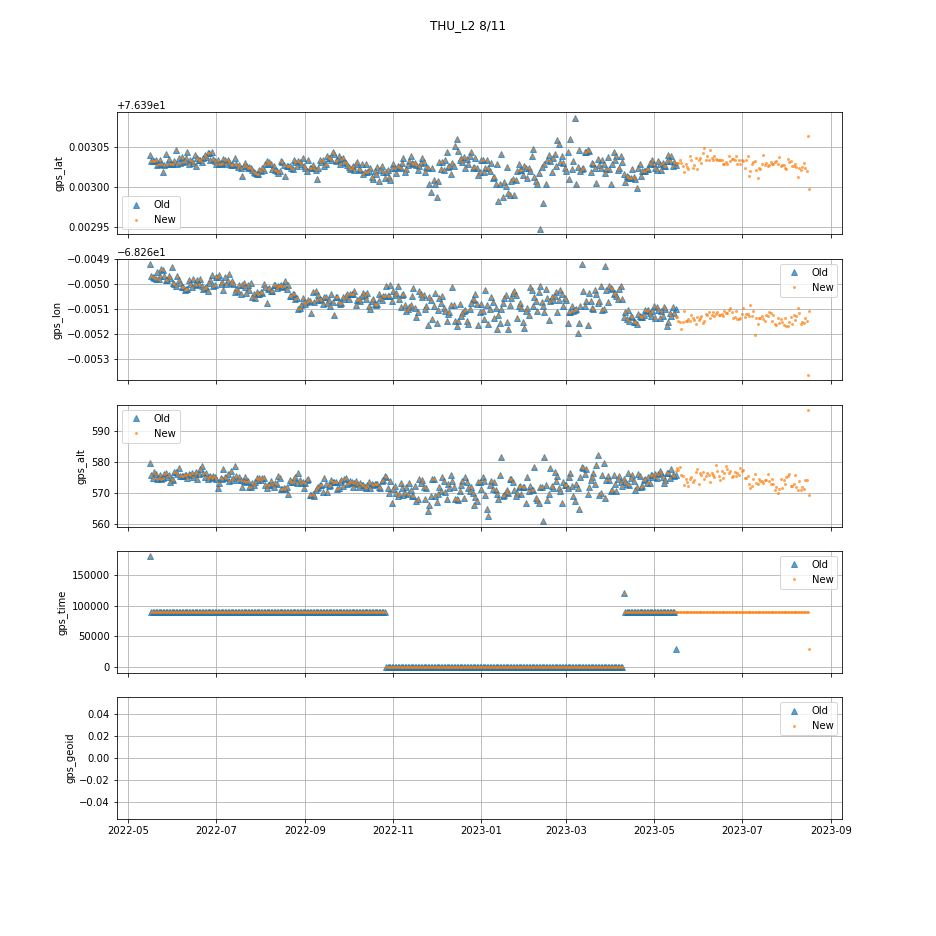 THU_L2 8/11
+7.639e1
0.00305
0.00300
0.00295
gps_lat
Old
New
−6.826e1
−0.0049
−0.0050
−0.0051
−0.0052
−0.0053
gps_lon
Old
New
590
580
570
560
gps_alt
Old
New
150000
100000
50000
0
gps_time
Old
New
0.04
0.02
0.00
−0.02
−0.04
gps_geoid
Old
New
2022-05 2022-07 2022-09 2022-11 2023-01 2023-03 2023-05 2023-07 2023-09